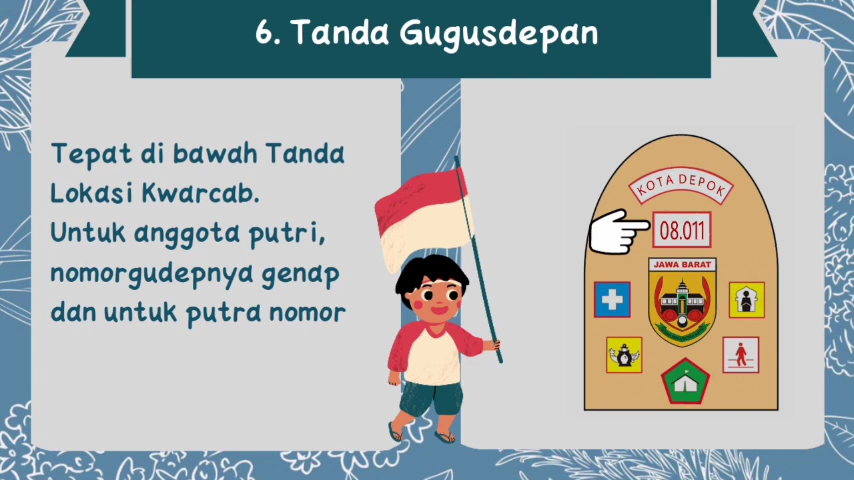 6. Tanda Gugusdepan
Tepat di bawah Tanda
Lokasi Kwarcab.
Untuk anggota putri,
nomorgudepnya genap
dan untuk putra nomor
KOTA DEPOK
08.011
JAWA BARAT